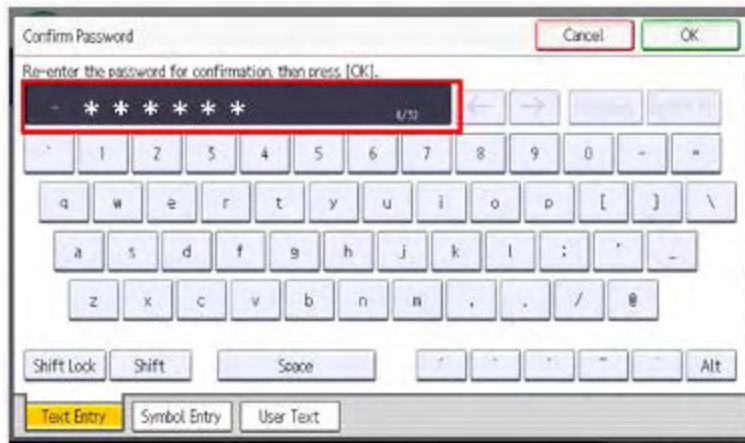 Confirm Password
Cancel
OK
Re-enter the password for confirmation, then press [OK].
* * * * * *
` 1 2 3 4 5 6 7 8 9 0 - =
q w e r t y u i o p [ ] \
a s d f g h j k l ; ' _
z x c v b n m , . / @
Shift Lock Shift Space Alt
Text Entry Symbol Entry User Text